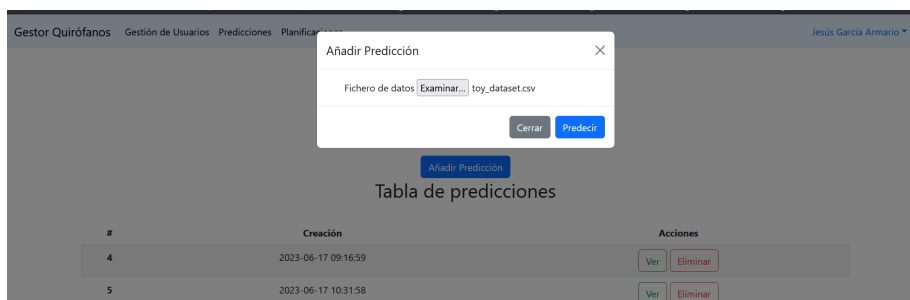 Gestor Quirófanos Gestión de Usuarios Predicciones Planificaciones Jesús García Armario
Añadir Predicción
Fichero de datos Examinar... toy_dataset.csv
Cerrar Predecir
Añadir Predicción
Tabla de predicciones
# Creación Acciones
4 2023-06-17 09:16:59 Ver Eliminar
5 2023-06-17 10:31:58 Ver Eliminar